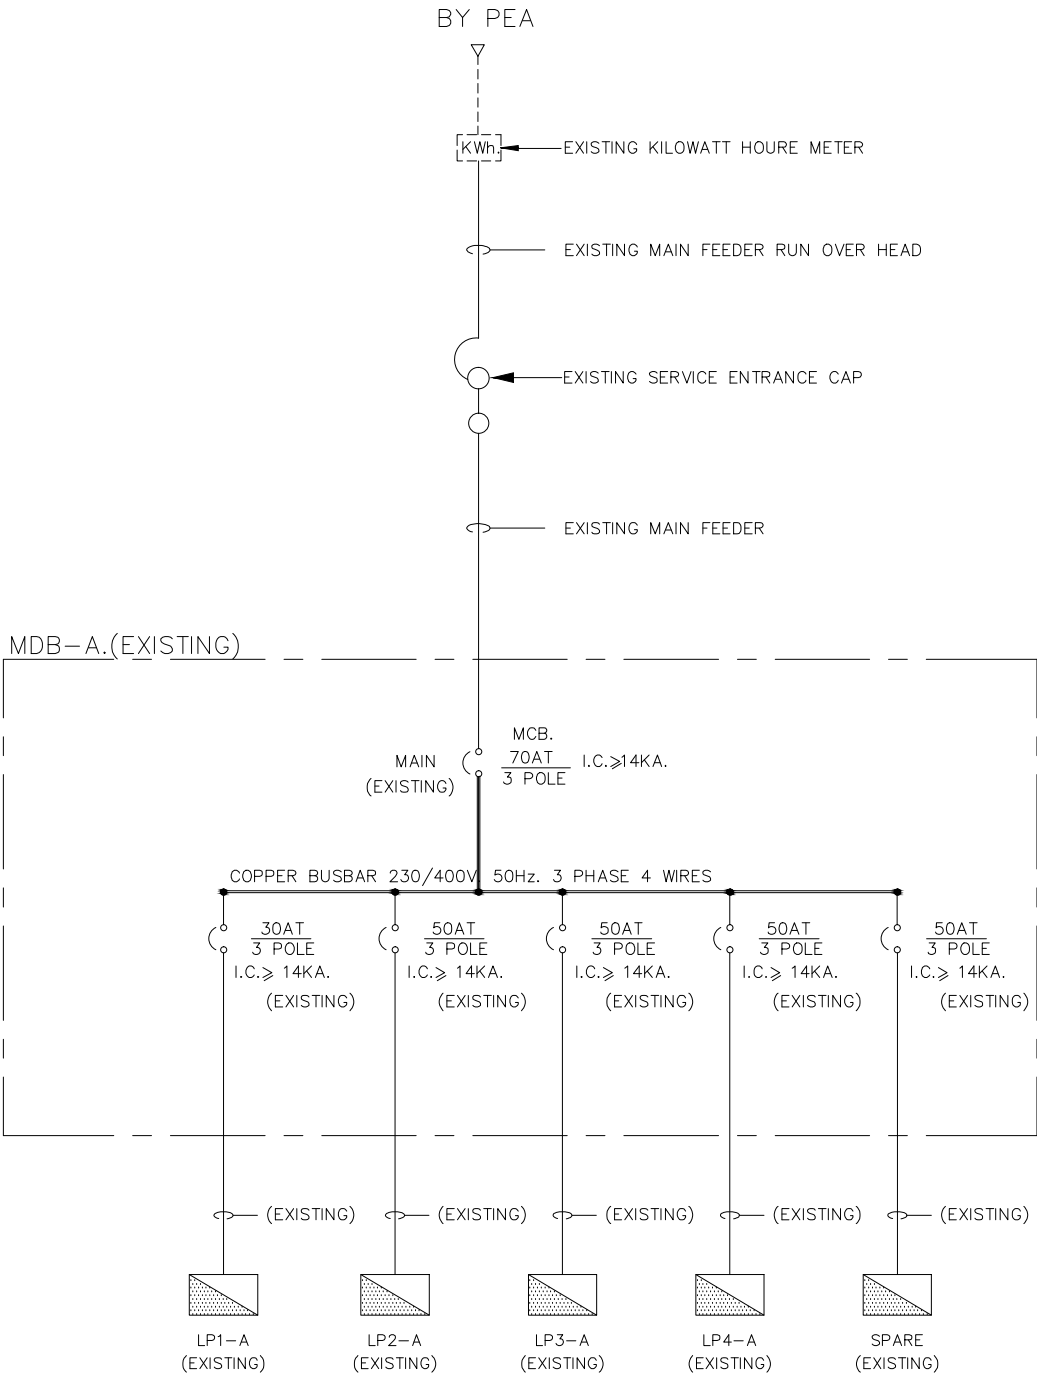 BY PEA
KWh.
EXISTING KILOWATT HOURE METER
EXISTING MAIN FEEDER RUN OVER HEAD
EXISTING SERVICE ENTRANCE CAP
EXISTING MAIN FEEDER
MDB-A.(EXISTING)
MAIN
(EXISTING)
MCB.
70AT
3 POLE
I.C.⩾14KA.
COPPER BUSBAR 230/400V. 50Hz. 3 PHASE 4 WIRES
30AT
3 POLE
I.C.⩾ 14KA.
(EXISTING)
50AT
3 POLE
I.C.⩾ 14KA.
(EXISTING)
50AT
3 POLE
I.C.⩾ 14KA.
(EXISTING)
50AT
3 POLE
I.C.⩾ 14KA.
(EXISTING)
50AT
3 POLE
I.C.⩾ 14KA.
(EXISTING)
(EXISTING)
(EXISTING)
(EXISTING)
(EXISTING)
(EXISTING)
LP1-A
(EXISTING)
LP2-A
(EXISTING)
LP3-A
(EXISTING)
LP4-A
(EXISTING)
SPARE
(EXISTING)